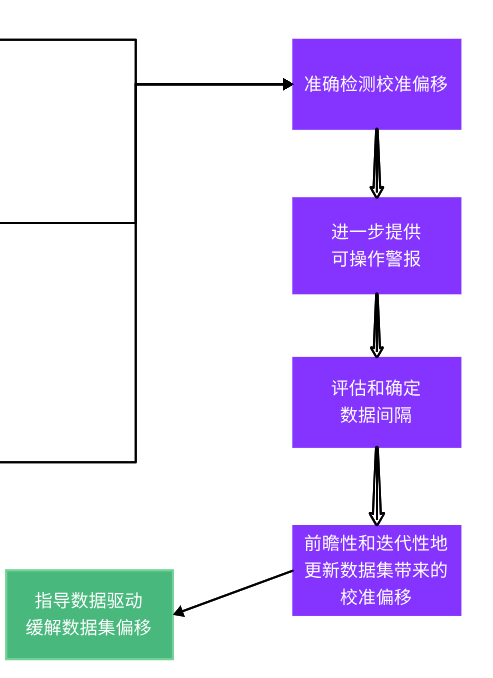 准确检测校准偏移
进一步提供
可操作警报
评估和确定
数据间隔
前瞻性和迭代性地
更新数据集带来的
校准偏移
指导数据驱动
缓解数据集偏移